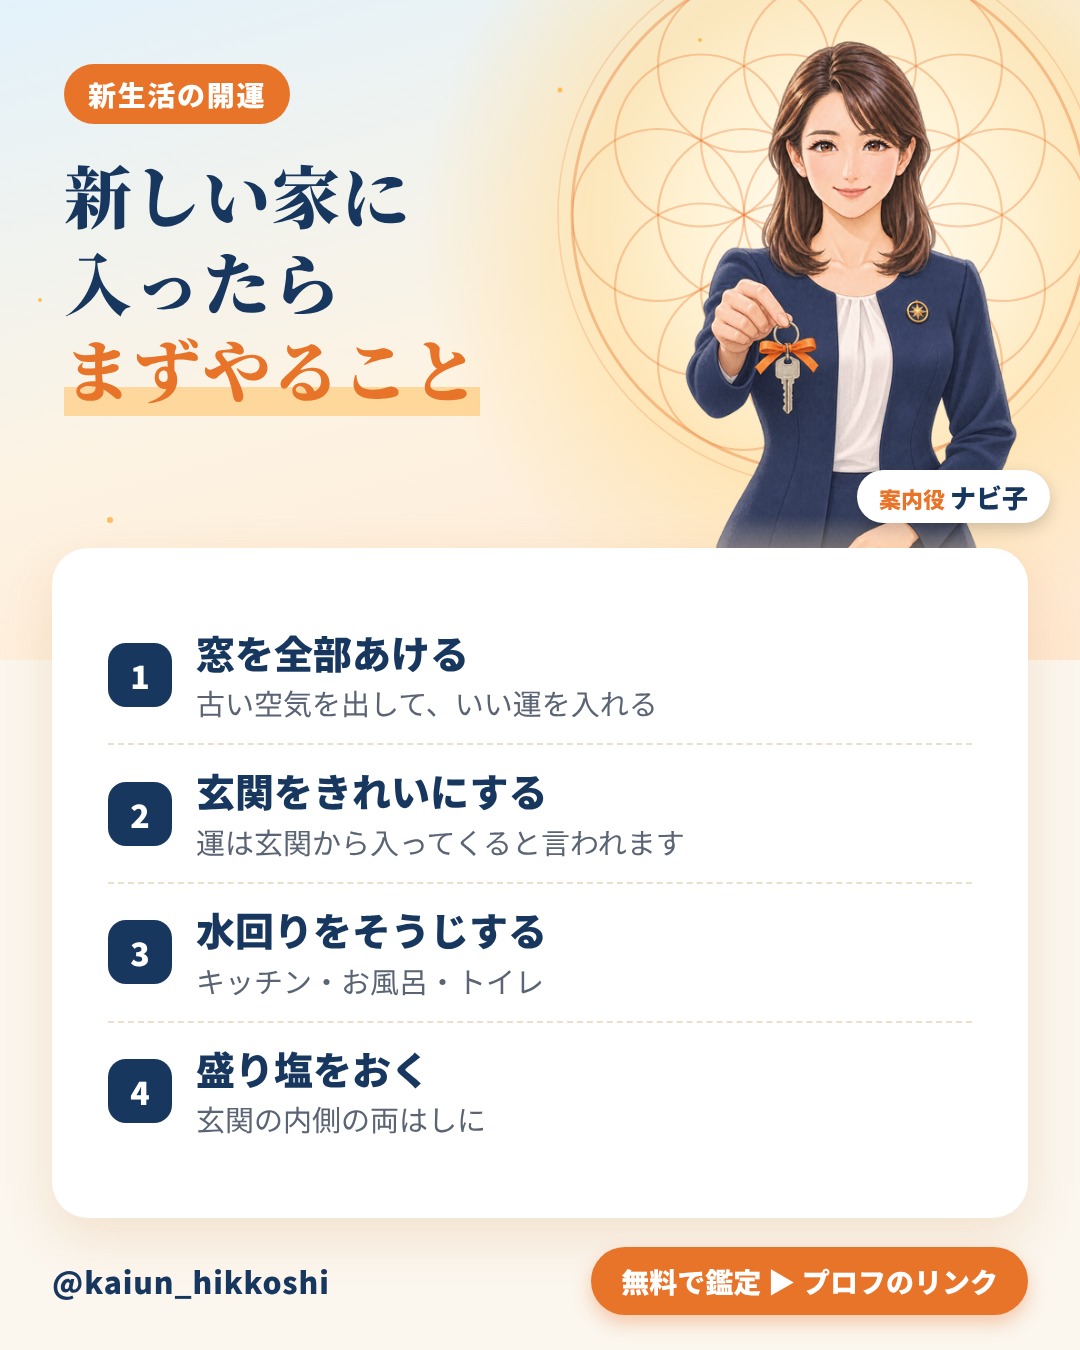 新生活の開運
新しい家に
入ったら
まずやること
案内役 ナビ子
1
窓を全部あける
古い空気を出して、いい運を入れる
2
玄関をきれいにする
運は玄関から入ってくると言われます
3
水回りをそうじする
キッチン・お風呂・トイレ
4
盛り塩をおく
玄関の内側の両はしに
@kaiun_hikkoshi
無料で鑑定 ▶ プロフのリンク